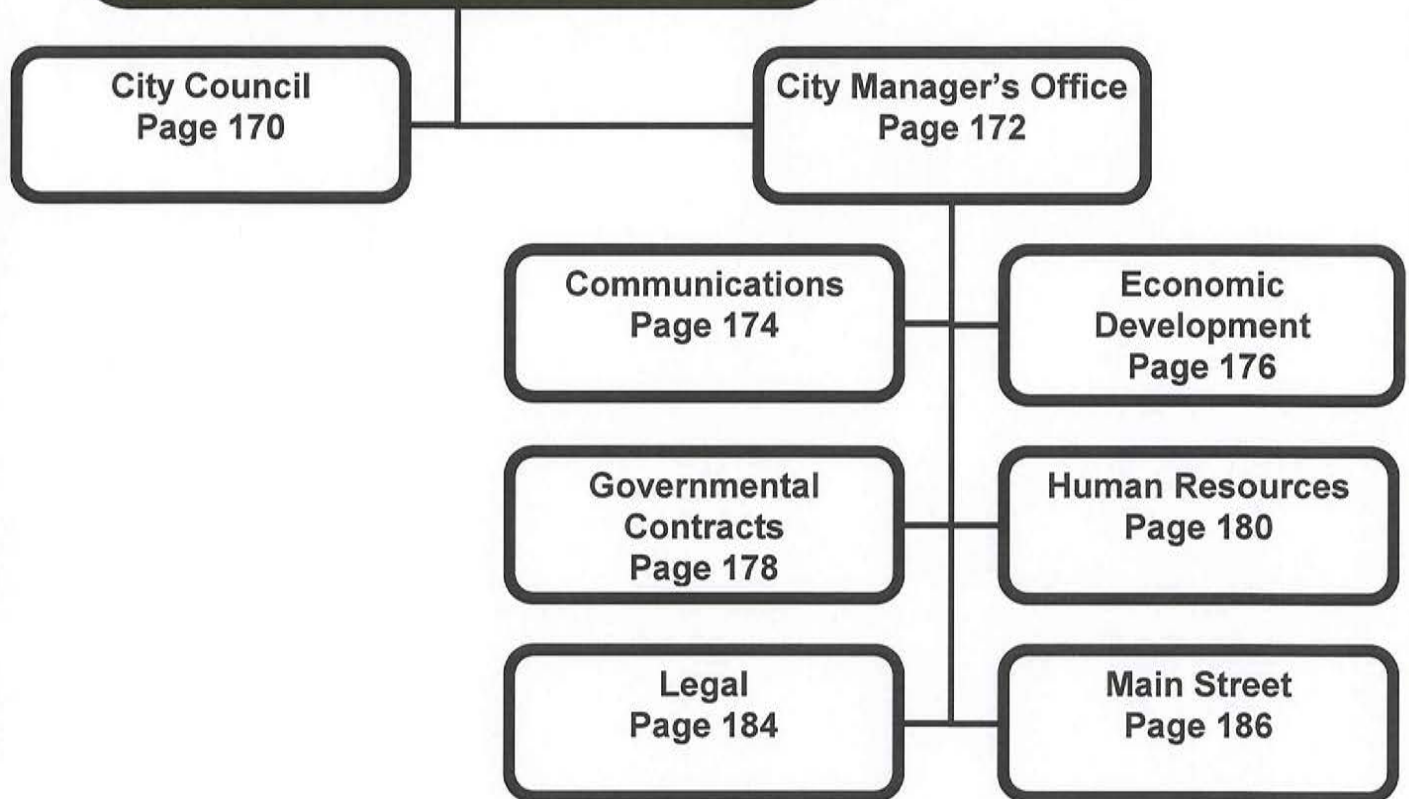 City Council
Page 170
City Manager's Office
Page 172
Communications
Page 174
Economic
Development
Page 176
Governmental
Contracts
Page 178
Human Resources
Page 180
Legal
Page 184
Main Street
Page 186